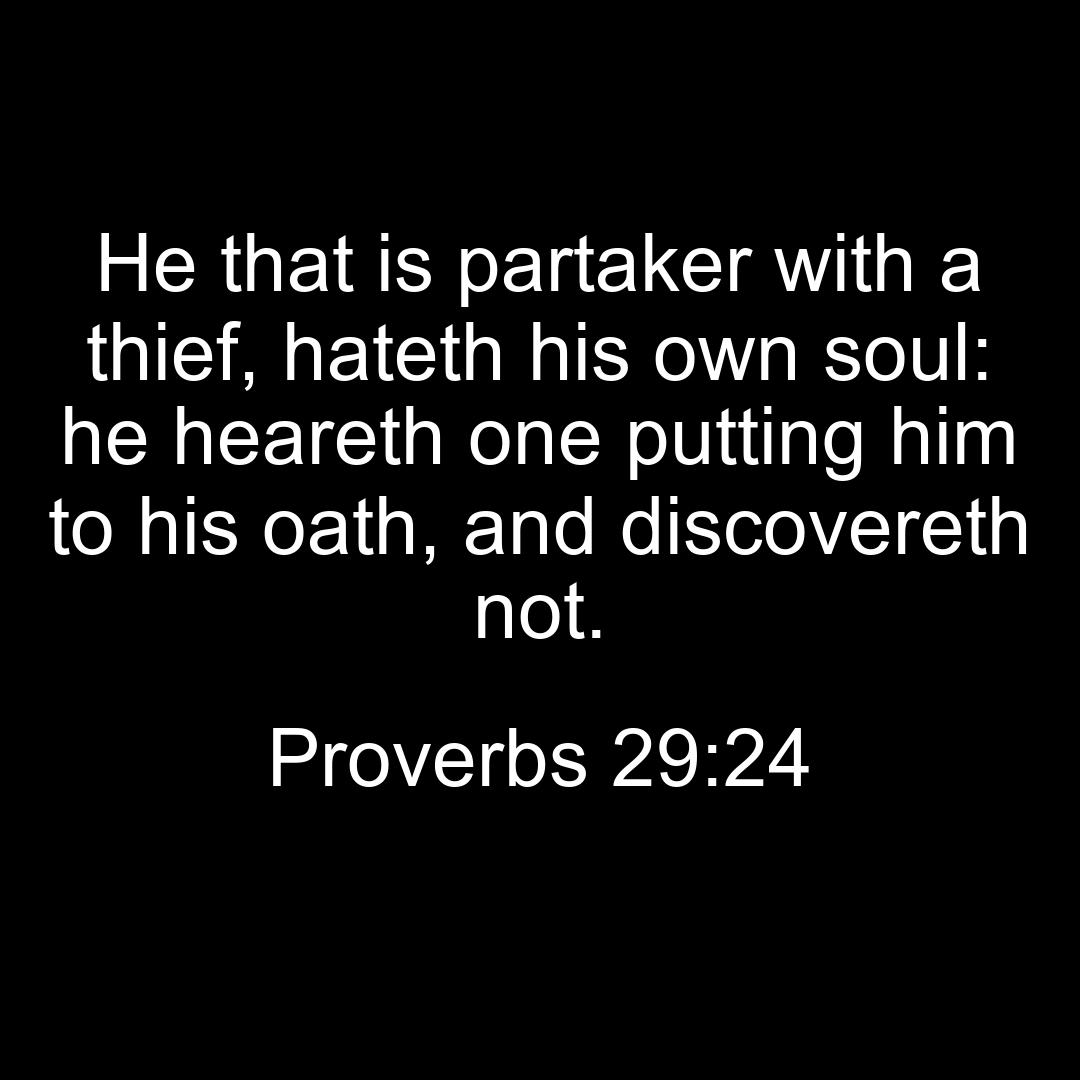 He that is partaker with a
thief, hateth his own soul:
he heareth one putting him
to his oath, and discovereth
not.
Proverbs 29:24